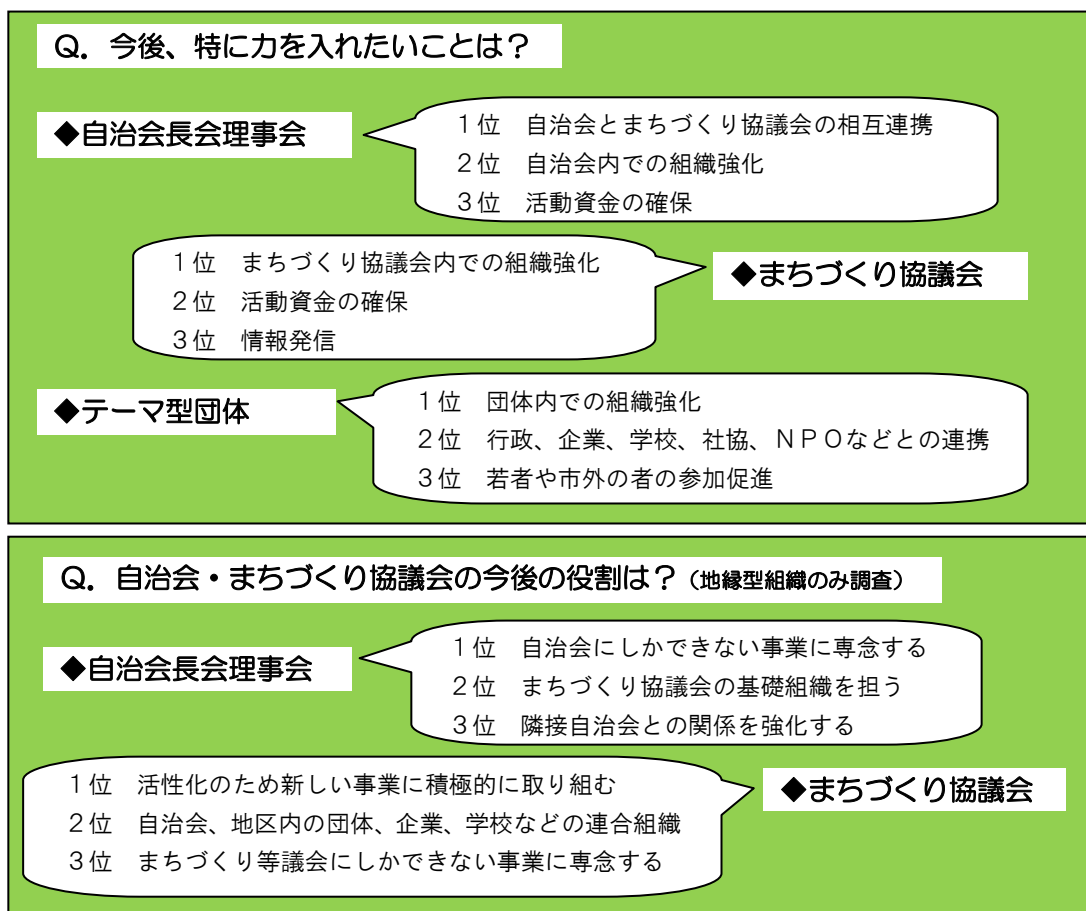 Q．今後、特に力を入れたいことは？
◆自治会長会理事会
１位　自治会とまちづくり協議会の相互連携
２位　自治会内での組織強化
３位　活動資金の確保
１位　まちづくり協議会内での組織強化
２位　活動資金の確保
３位　情報発信
◆まちづくり協議会
◆テーマ型団体
１位　団体内での組織強化
２位　行政、企業、学校、社協、ＮＰＯなどとの連携
３位　若者や市外の者の参加促進
Q．自治会・まちづくり協議会の今後の役割は？（地縁型組織のみ調査）
◆自治会長会理事会
１位　自治会にしかできない事業に専念する
２位　まちづくり協議会の基礎組織を担う
３位　隣接自治会との関係を強化する
１位　活性化のため新しい事業に積極的に取り組む
２位　自治会、地区内の団体、企業、学校などの連合組織
３位　まちづくり等議会にしかできない事業に専念する
◆まちづくり協議会